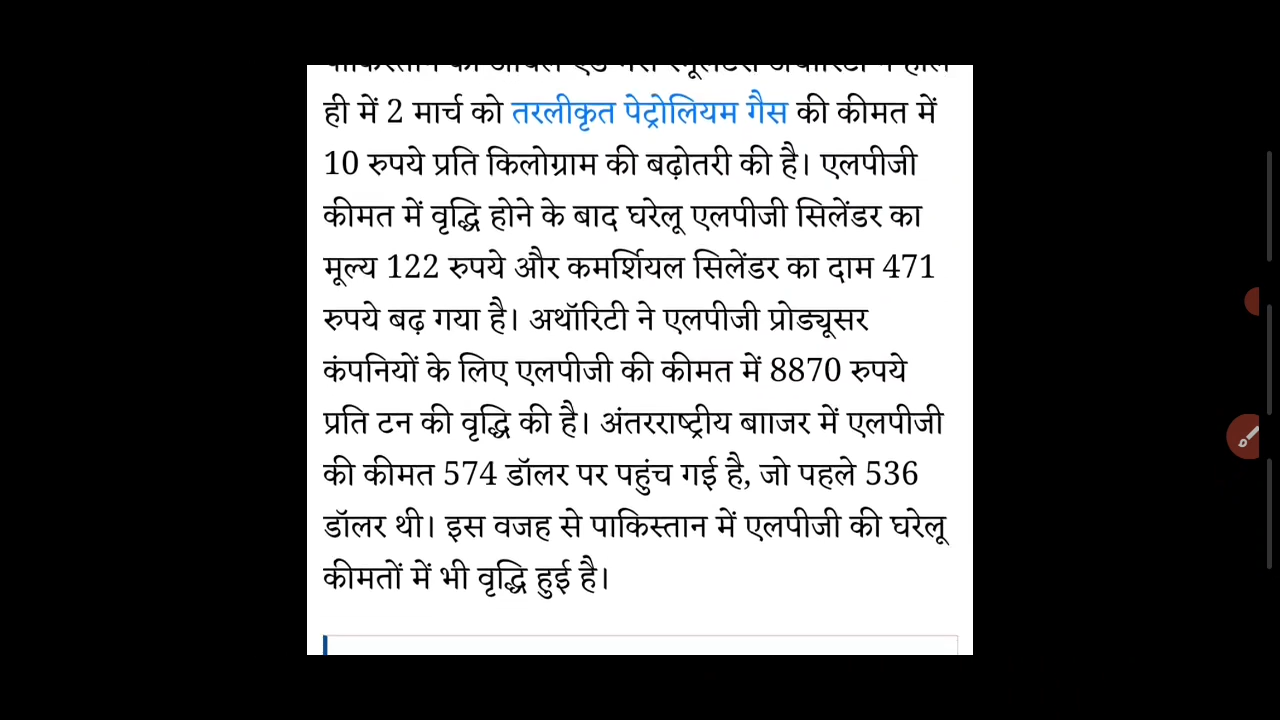 ही में 2 मार्च को तरलीकृत पेट्रोलियम गैस की कीमत में
10 रुपये प्रति किलोग्राम की बढ़ोतरी की है। एलपीजी
कीमत में वृद्धि होने के बाद घरेलू एलपीजी सिलेंडर का
मूल्य 122 रुपये और कमर्शियल सिलेंडर का दाम 471
रुपये बढ़ गया है। अथॉरिटी ने एलपीजी प्रोड्यूसर
कंपनियों के लिए एलपीजी की कीमत में 8870 रुपये
प्रति टन की वृद्धि की है। अंतरराष्ट्रीय बााजर में एलपीजी
की कीमत 574 डॉलर पर पहुंच गई है, जो पहले 536
डॉलर थी। इस वजह से पाकिस्तान में एलपीजी की घरेलू
कीमतों में भी वृद्धि हुई है।